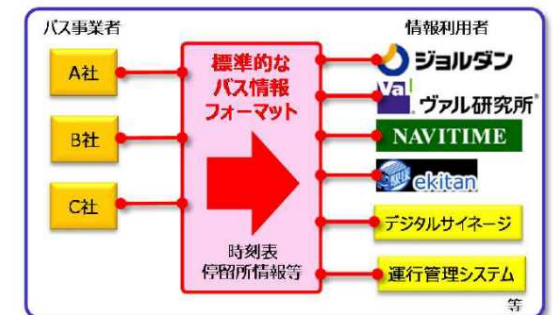 バス事業者
A社
B社
C社
標準的な
バス情報
フォーマット
時刻表
停留所情報等
情報利用者
ジョルダン
Val
ヴァル研究所
NAVITIME
ekitan
デジタルサイネージ
運行管理システム
等